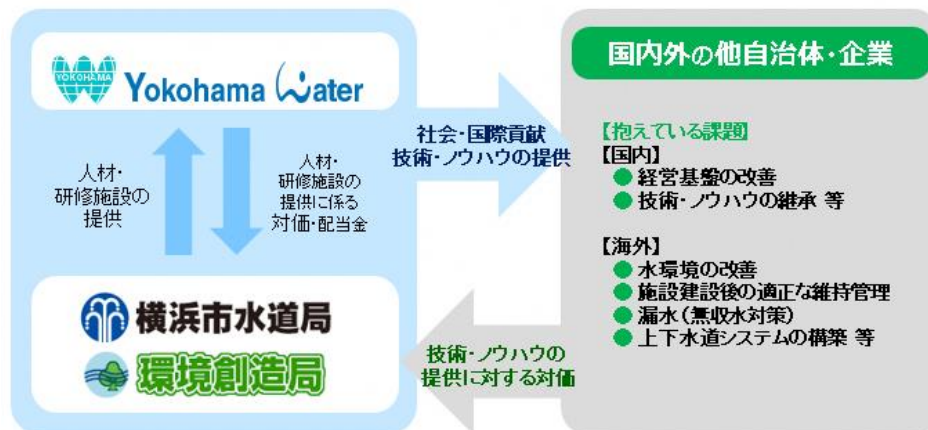 YOKOHAMA
Yokohama Water
人材・
研修施設の
提供
人材・
研修施設の
提供に係る
対価・配当金
横浜市水道局
環境創造局
社会・国際貢献
技術・ノウハウの提供
技術・ノウハウの
提供に対する対価
国内外の他自治体・企業
【抱えている課題】
【国内】
● 経営基盤の改善
● 技術・ノウハウの継承 等
【海外】
● 水環境の改善
● 施設建設後の適正な維持管理
● 漏水(無収水対策)
● 上下水道システムの構築 等